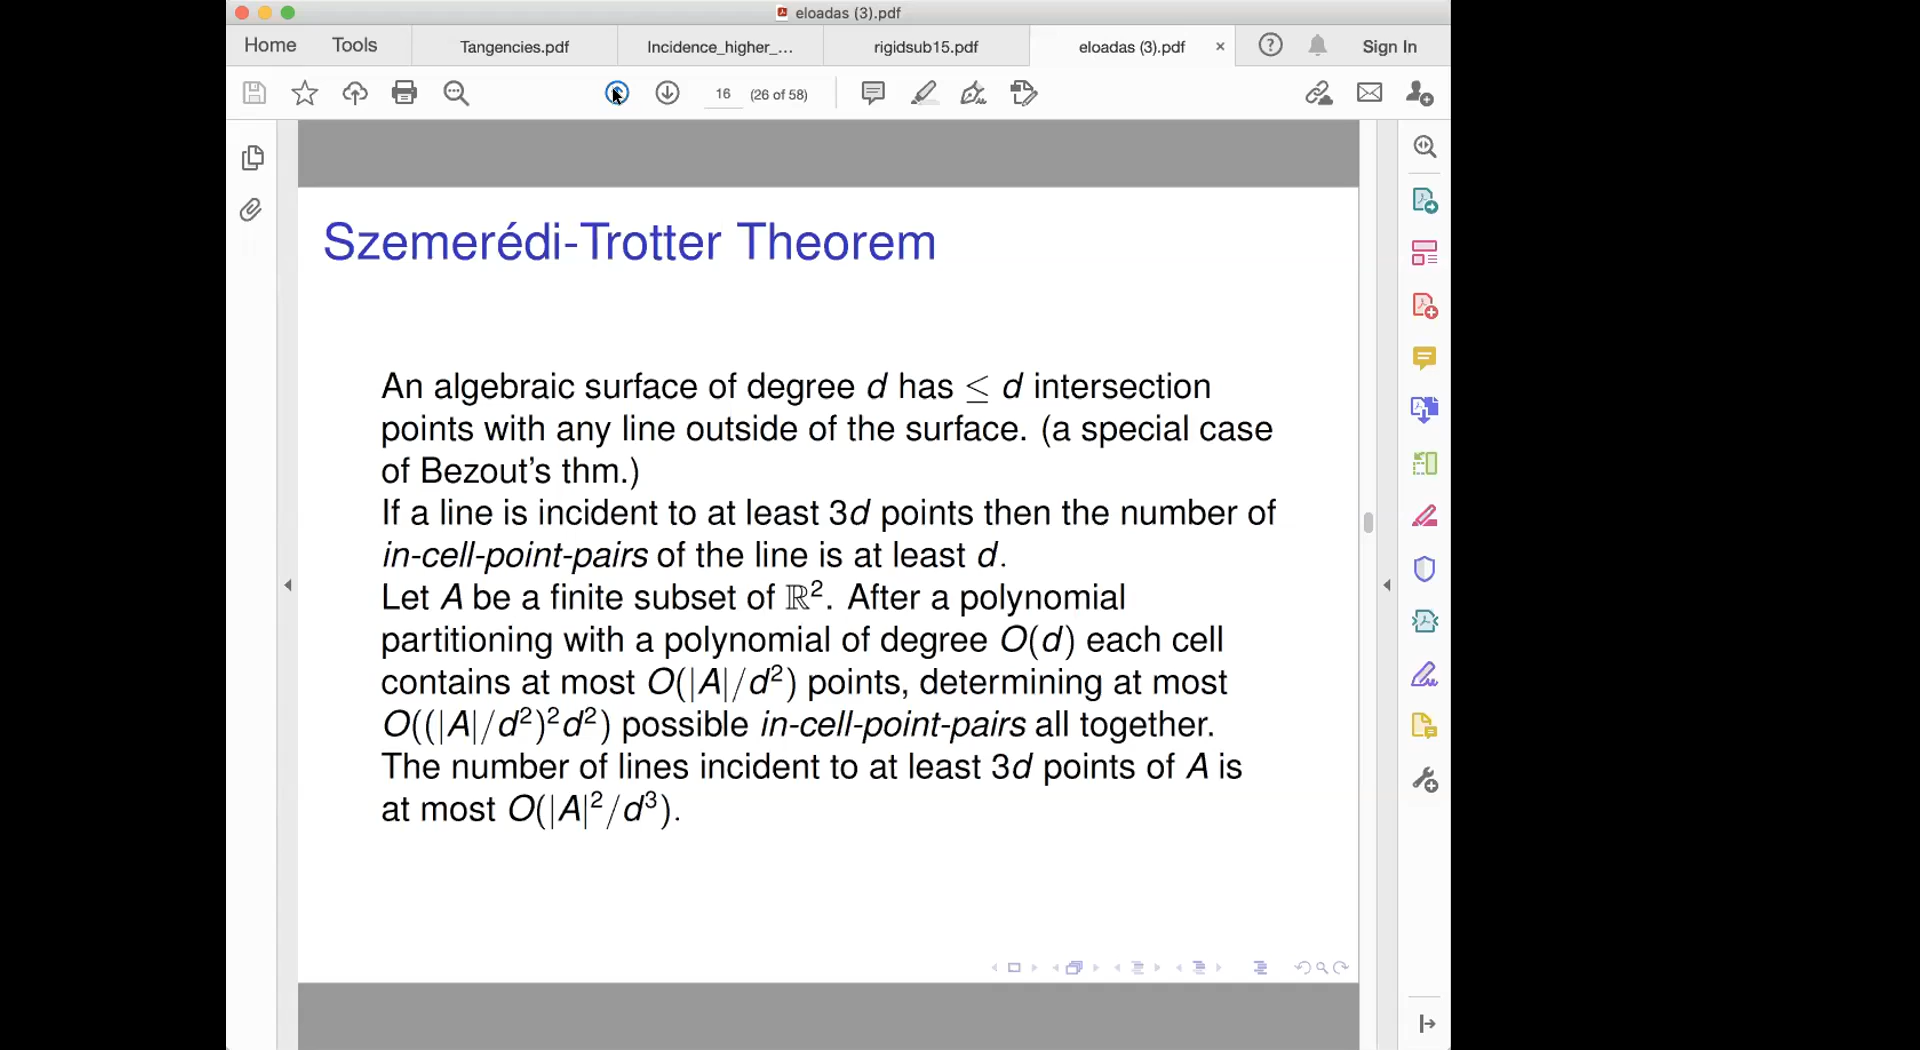 eloadas (3).pdf
Home Tools Tangencies.pdf Incidence_higher_... rigidsub15.pdf eloadas (3).pdf × Sign In
16 (26 of 58)
Szemerédi-Trotter Theorem
An algebraic surface of degree d has ≤ d intersection
points with any line outside of the surface. (a special case
of Bezout's thm.)
If a line is incident to at least 3d points then the number of
in-cell-point-pairs of the line is at least d.
Let A be a finite subset of ℝ². After a polynomial
partitioning with a polynomial of degree O(d) each cell
contains at most O(|A|/d²) points, determining at most
O((|A|/d²)²d²) possible in-cell-point-pairs all together.
The number of lines incident to at least 3d points of A is
at most O(|A|²/d³).